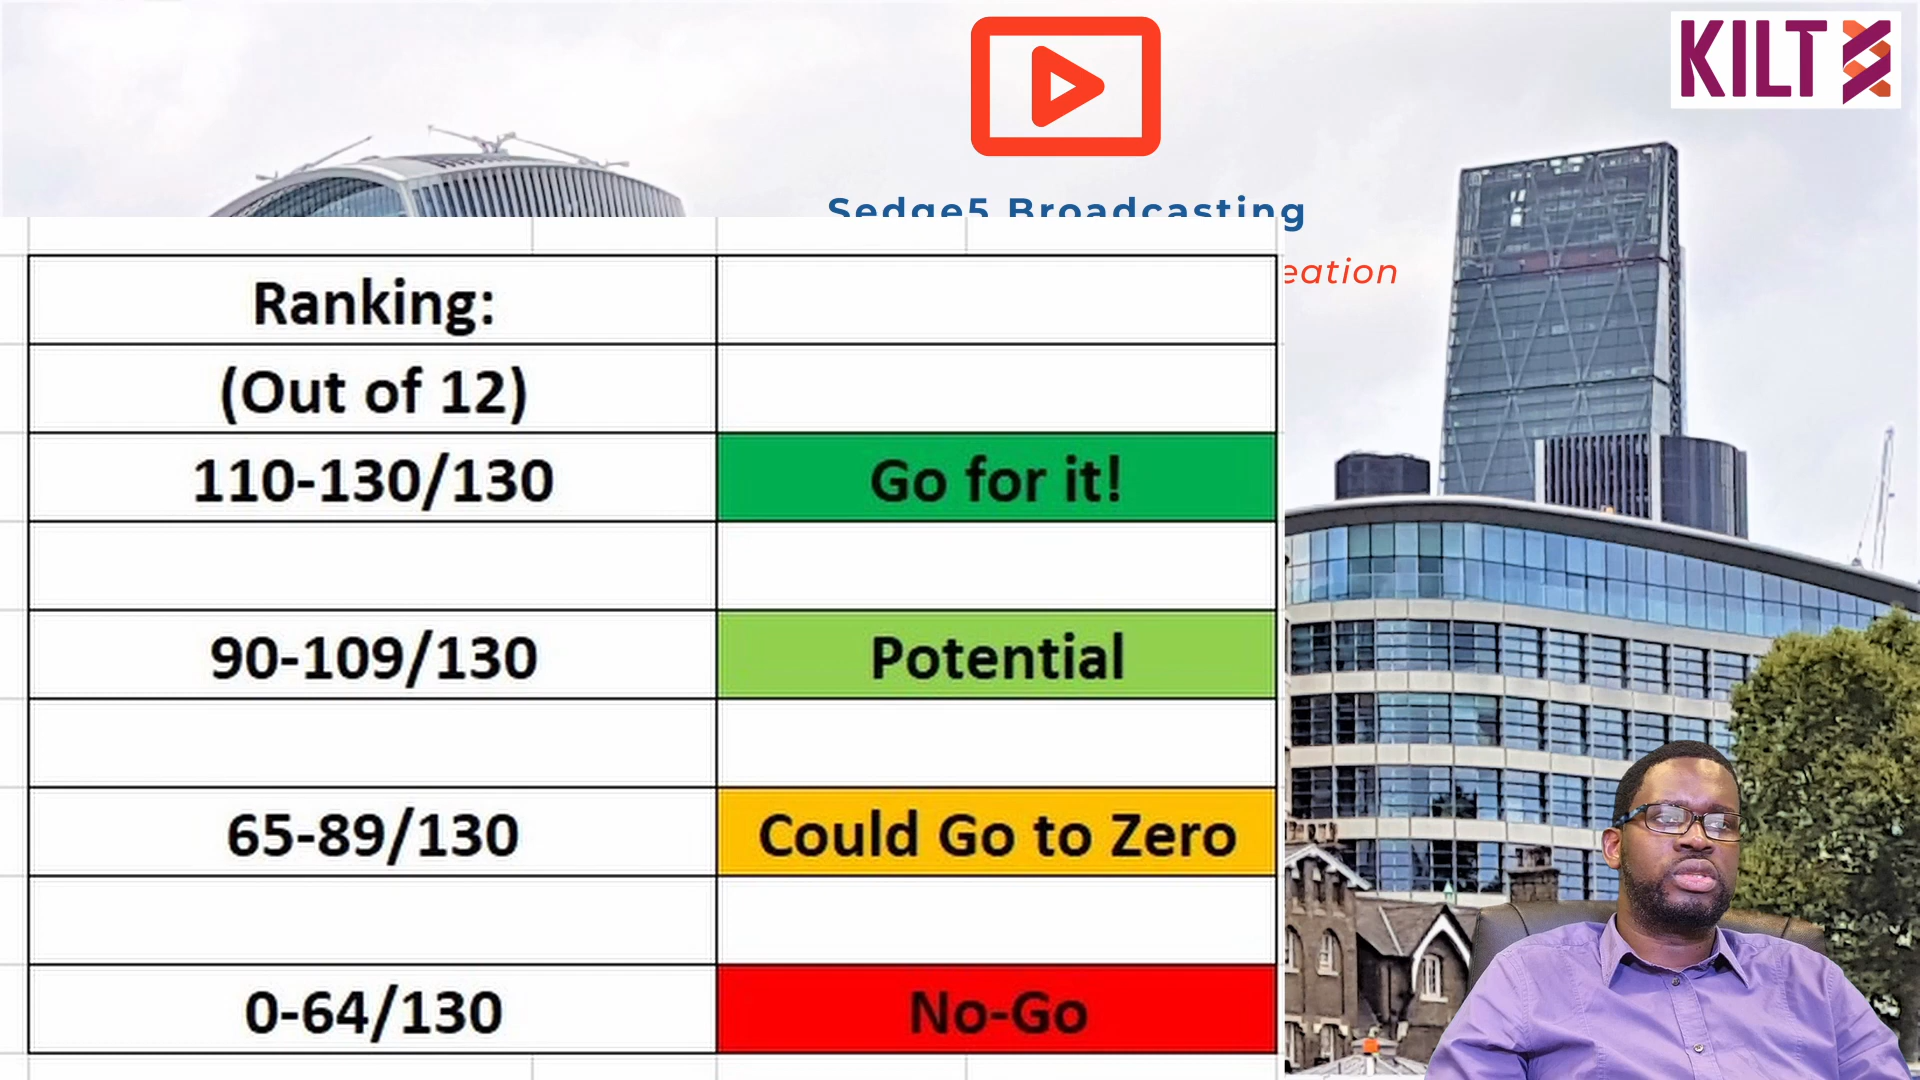 KILT
Sedge5 Broadcasting
eation
Ranking:
(Out of 12)
110-130/130 Go for it!
90-109/130 Potential
65-89/130 Could Go to Zero
0-64/130 No-Go